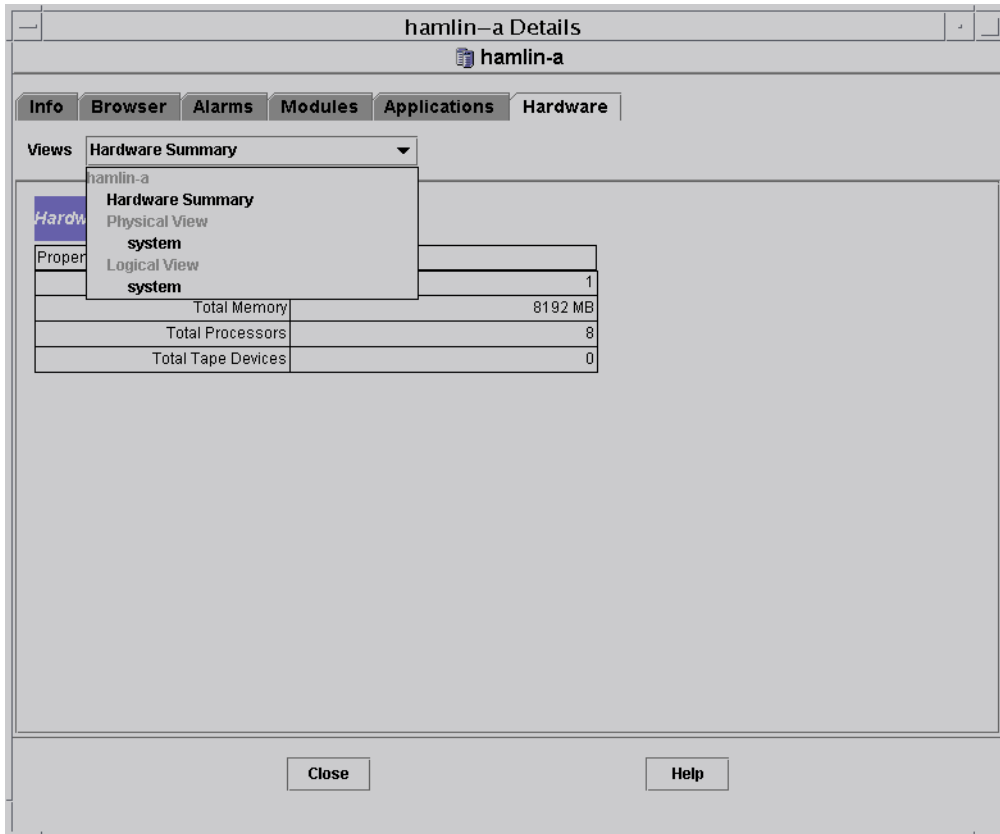 hamlin–a Details
hamlin-a
Info Browser Alarms Modules Applications Hardware
Views Hardware Summary
hamlin-a
Hardware Summary
Physical View
system
Logical View
system
1
Total Memory 8192 MB
Total Processors 8
Total Tape Devices 0
Close Help